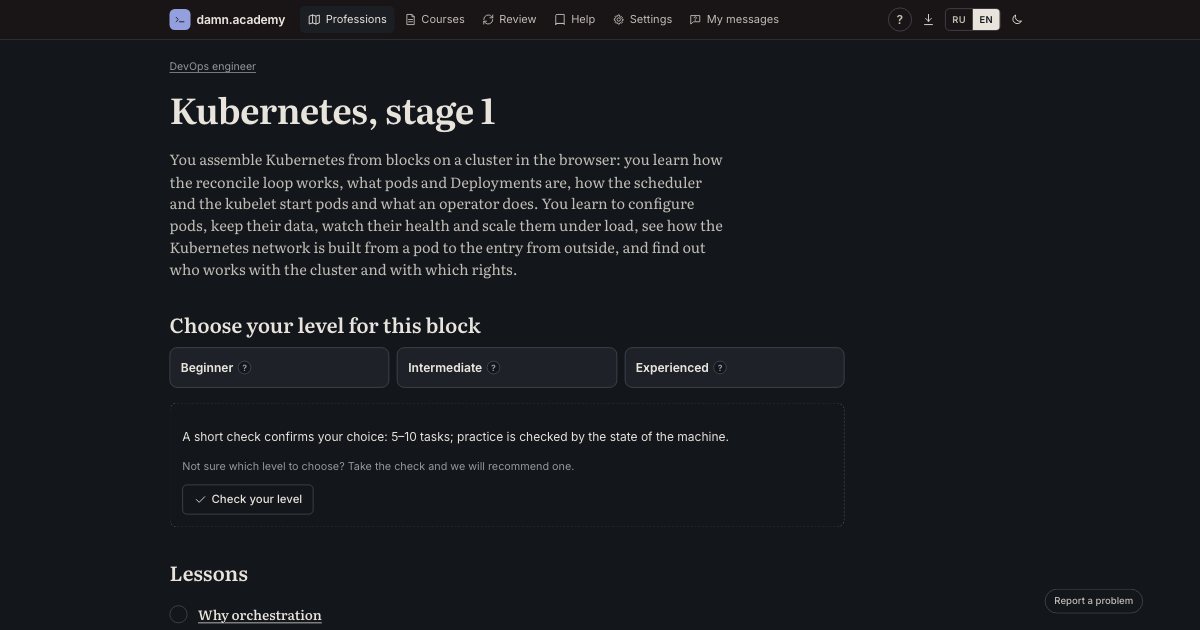 damn.academy
Professions
Courses
Review
Help
Settings
My messages
?
RU
EN
DevOps engineer
Kubernetes, stage 1
You assemble Kubernetes from blocks on a cluster in the browser: you learn how
the reconcile loop works, what pods and Deployments are, how the scheduler
and the kubelet start pods and what an operator does. You learn to configure
pods, keep their data, watch their health and scale them under load, see how the
Kubernetes network is built from a pod to the entry from outside, and find out
who works with the cluster and with which rights.
Choose your level for this block
Beginner ?
Intermediate ?
Experienced ?
A short check confirms your choice: 5–10 tasks; practice is checked by the state of the machine.
Not sure which level to choose? Take the check and we will recommend one.
Check your level
Lessons
Why orchestration
Report a problem